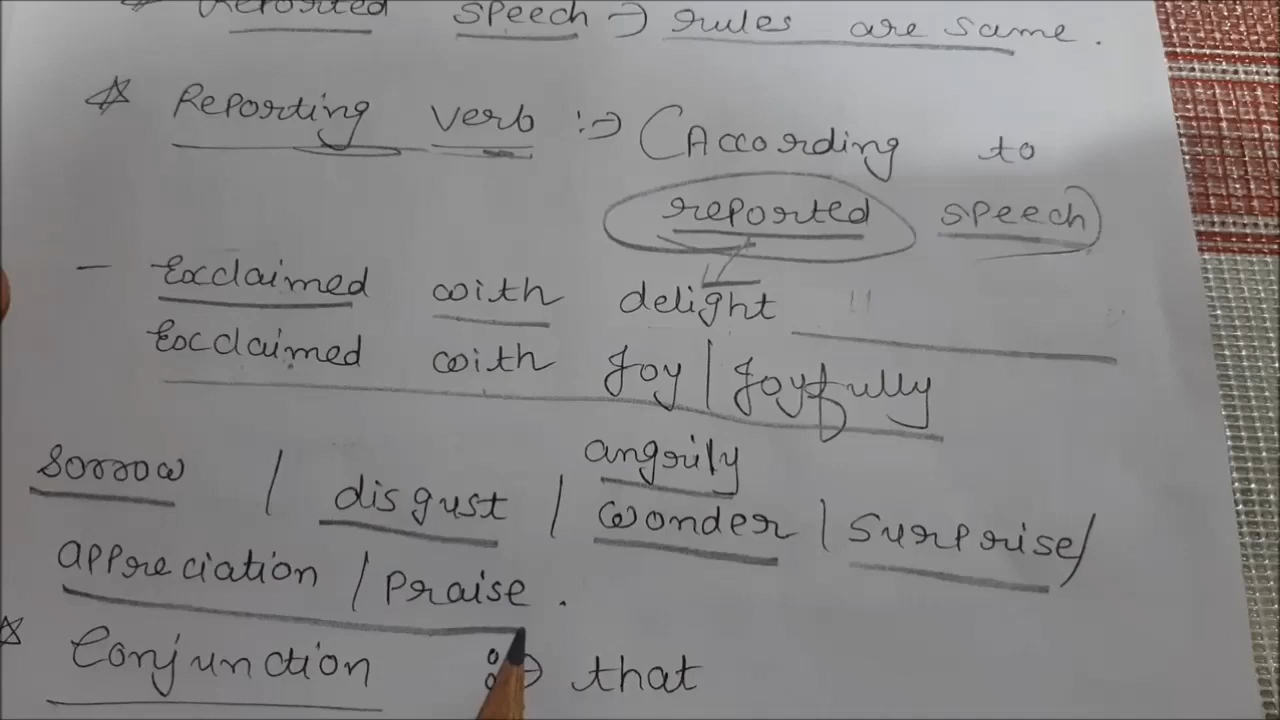 ☆ Reported speech → rules are same.
☆ Reporting verb :→ (According to
reported speech)
- Exclaimed with delight
Exclaimed with Joy / Joyfully
angrily
sorrow / disgust / wonder / surprise/
appreciation / praise.
☆ Conjunction :→ that